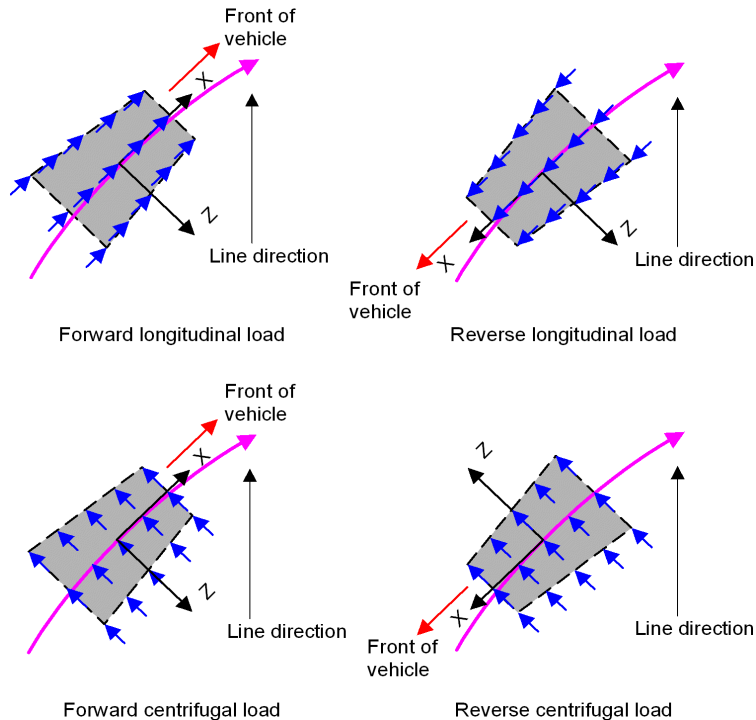 Front of
vehicle
X
Z
Line direction
Forward longitudinal load
X
Z
Line direction
Front of
vehicle
Reverse longitudinal load
Front of
vehicle
X
Z
Line direction
Forward centrifugal load
Z
X
Line direction
Front of
vehicle
Reverse centrifugal load